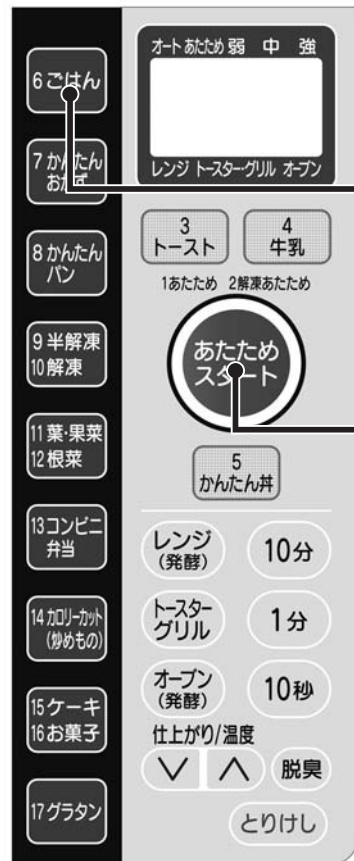 6ごはん
7かんたん
おかず
8かんたん
パン
9半解凍
10解凍
11葉・果菜
12根菜
13コンビニ
弁当
14カロリーカット
(炒めもの)
15ケーキ
16お菓子
17グラタン
オート あたため 弱 中 強
レンジ トースター・グリル オーブン
3
トースト
4
牛乳
1あたため 2解凍あたため
あたため
スタート
5
かんたん丼
レンジ
(発酵)
10分
トースター
グリル
1分
オーブン
(発酵)
10秒
仕上がり/温度
脱臭
とりけし